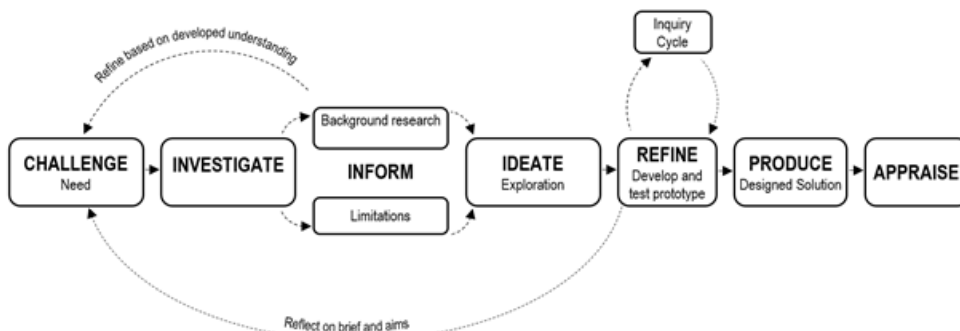 Inquiry
Cycle
Refine based on developed understanding
Background research
CHALLENGE
Need
INVESTIGATE
INFORM
IDEATE
Exploration
REFINE
Develop and
test prototype
PRODUCE
Designed Solution
APPRAISE
Limitations
Reflect on brief and aims